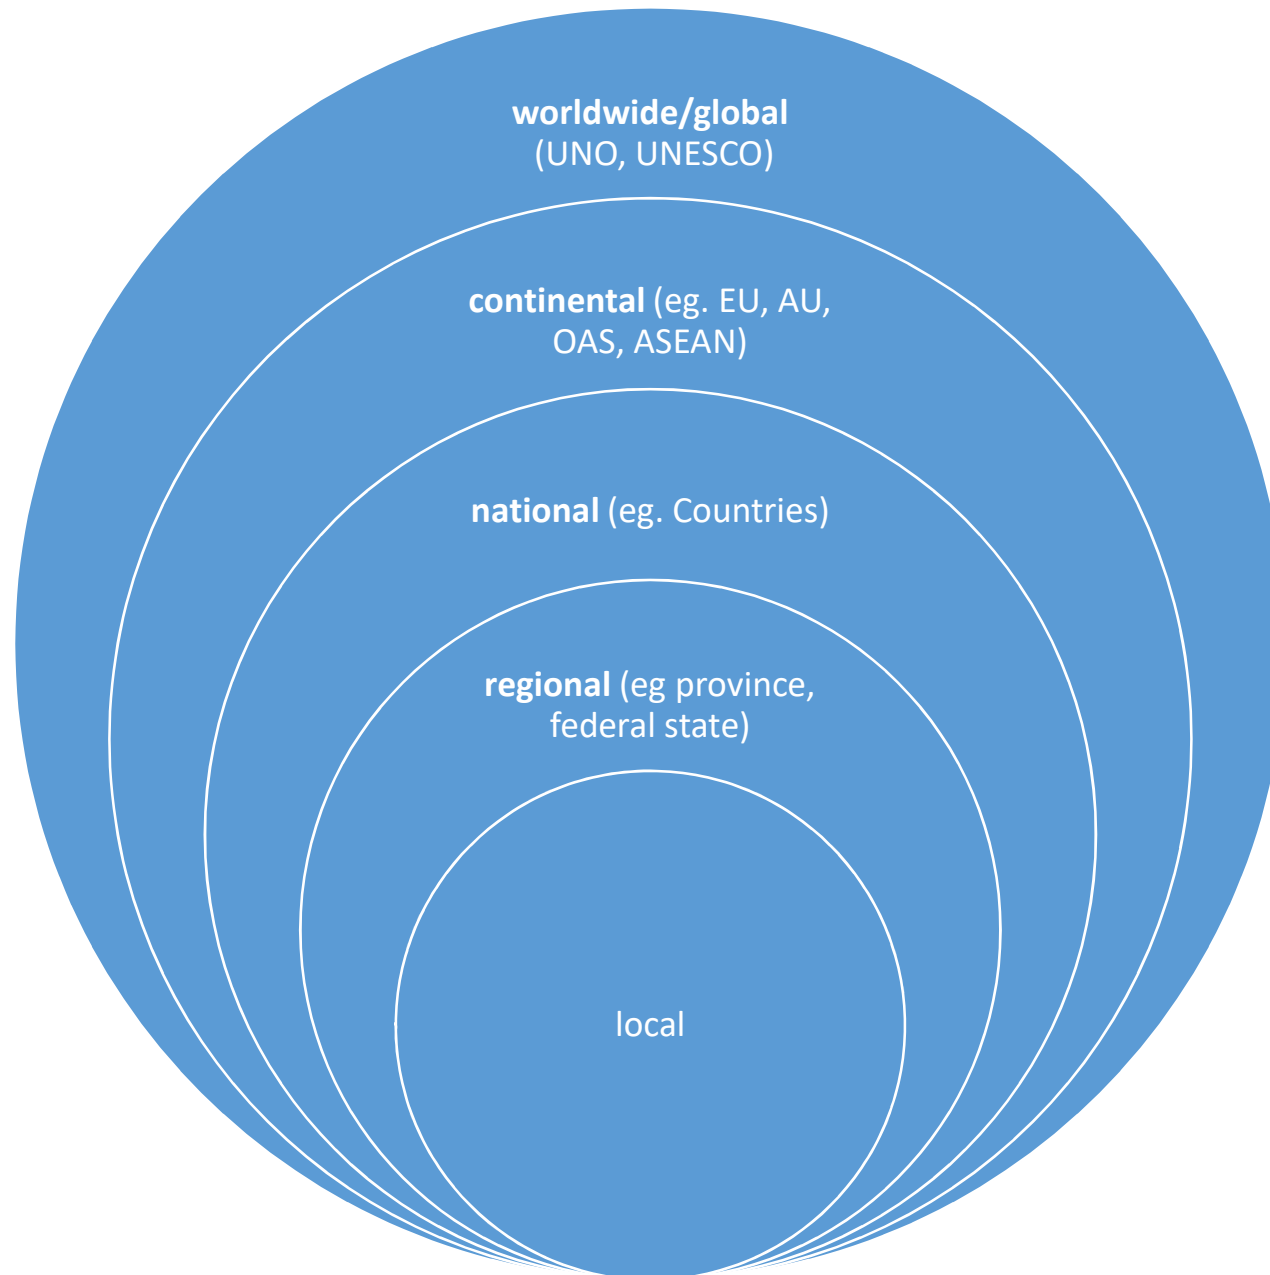 worldwide/global
(UNO, UNESCO)
continental (eg. EU, AU,
OAS, ASEAN)
national (eg. Countries)
regional (eg province,
federal state)
local